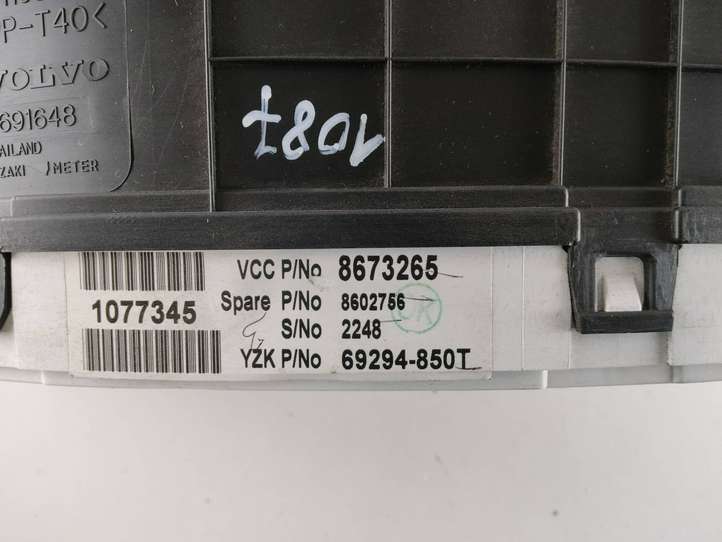 P-T40<
VOLVO
691648
AILAND
ZAKI METER
1087
1077345
VCC P/No 8673265
Spare P/No 8602756
OK
S/No 2248
YZK P/No 69294-850T